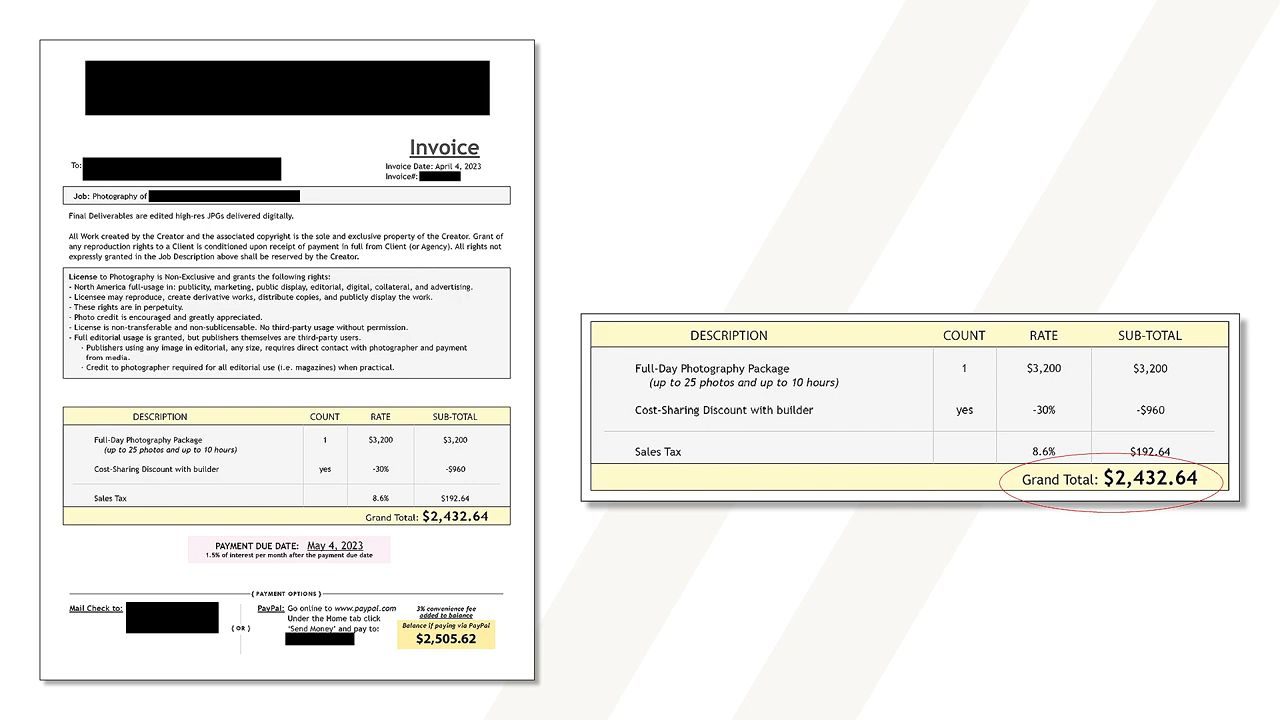 Invoice
To:
Invoice Date: April 4, 2023
Invoice#:
Job: Photography of
Final Deliverables are edited high-res JPGs delivered digitally.
All Work created by the Creator and the associated copyright is the sole and exclusive property of the Creator. Grant of
any reproduction rights to a Client is conditioned upon receipt of payment in full from Client (or Agency). All rights not
expressly granted in the Job Description above shall be reserved by the Creator.
License to Photography is Non-Exclusive and grants the following rights:
- North America full-usage in: publicity, marketing, public display, editorial, digital, collateral, and advertising.
- Licensee may reproduce, create derivative works, distribute copies, and publicly display the work.
- These rights are in perpetuity.
- Photo credit is encouraged and greatly appreciated.
- License is non-transferable and non-sublicensable. No third-party usage without permission.
- Full editorial usage is granted, but publishers themselves are third-party users.
- Publishers using any image in editorial, any size, requires direct contact with photographer and payment
from media.
- Credit to photographer required for all editorial use (i.e. magazines) when practical.
DESCRIPTION COUNT RATE SUB-TOTAL
Full-Day Photography Package 1 $3,200 $3,200
(up to 25 photos and up to 10 hours)
Cost-Sharing Discount with builder yes -30% -$960
Sales Tax 8.6% $192.64
Grand Total: $2,432.64
PAYMENT DUE DATE: May 4, 2023
1.5% of interest per month after the payment due date
( PAYMENT OPTIONS )
Mail Check to:
( OR )
PayPal: Go online to www.paypal.com
Under the Home tab click
‘Send Money’ and pay to:
3% convenience fee
added to balance
Balance if paying via PayPal
$2,505.62
DESCRIPTION COUNT RATE SUB-TOTAL
Full-Day Photography Package 1 $3,200 $3,200
(up to 25 photos and up to 10 hours)
Cost-Sharing Discount with builder yes -30% -$960
Sales Tax 8.6% $192.64
Grand Total: $2,432.64